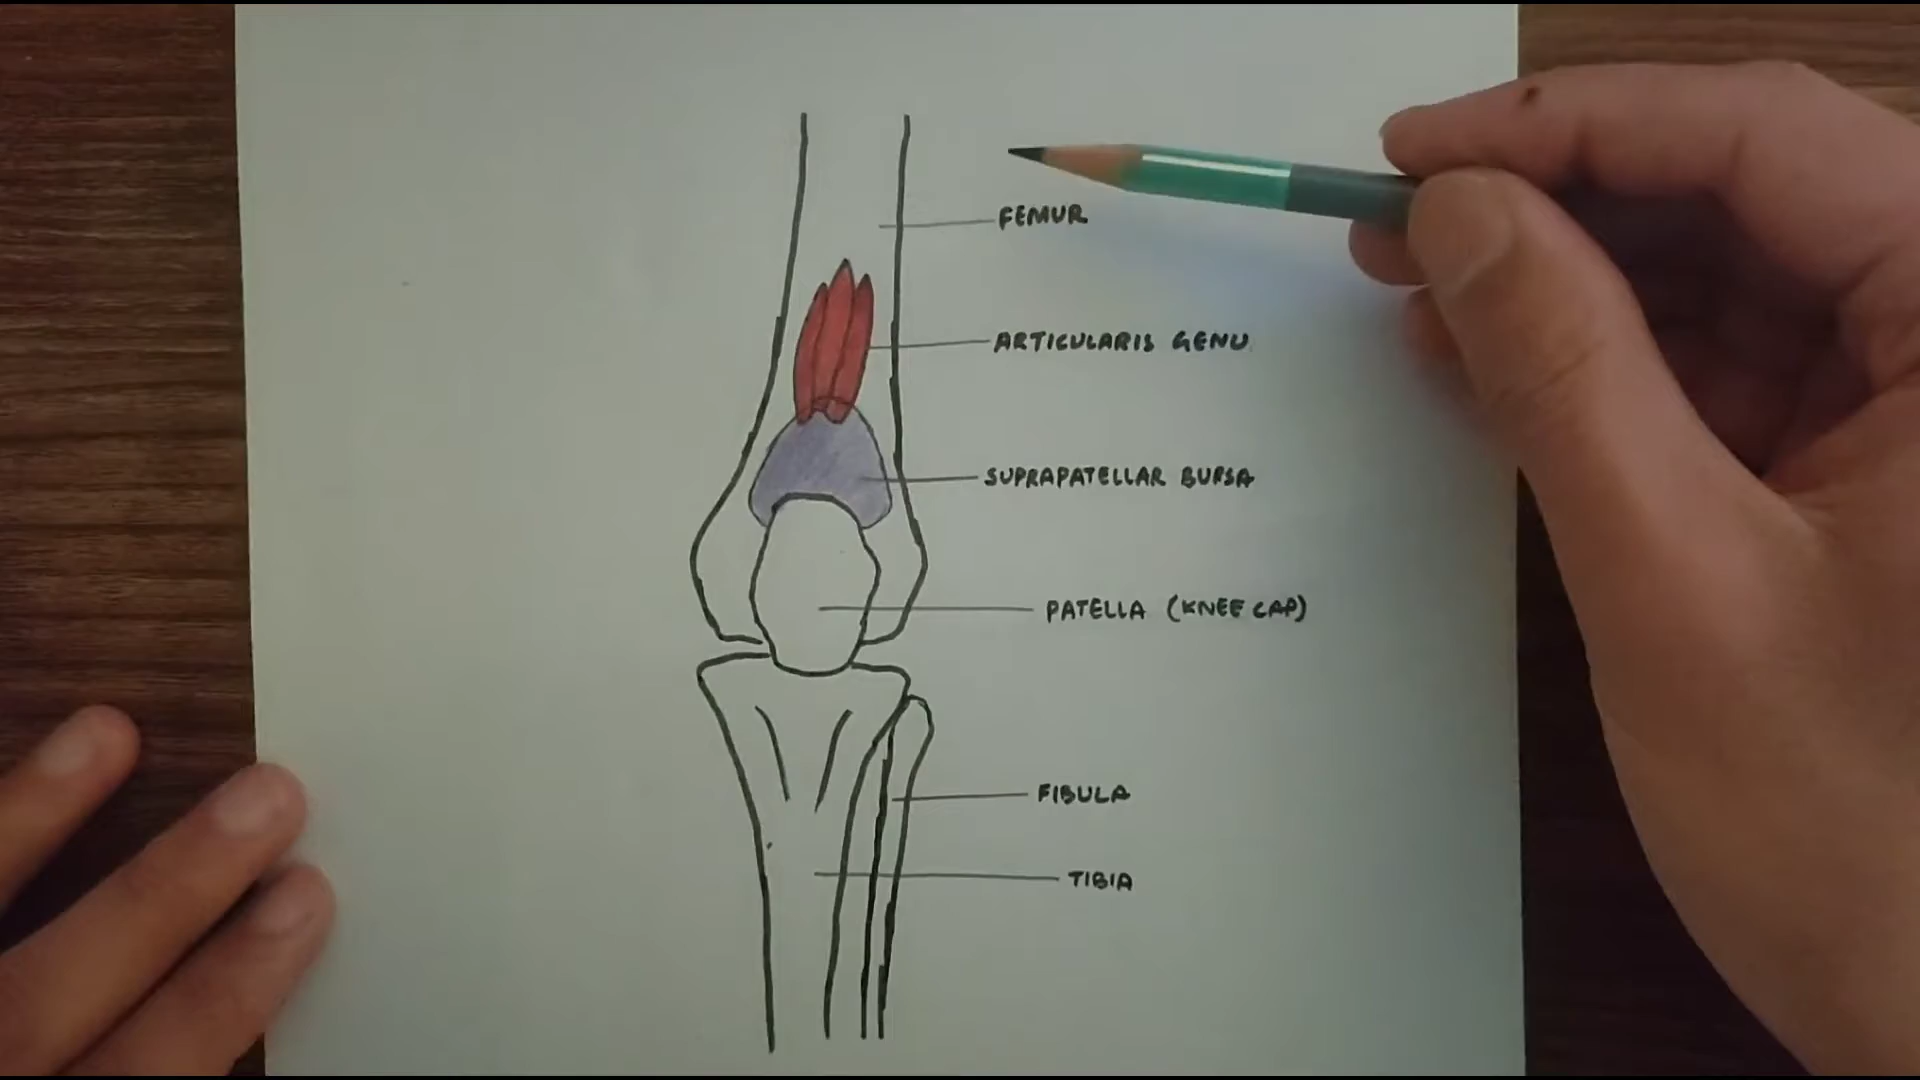 FEMUR
ARTICULARIS GENU
SUPRAPATELLAR BURSA
PATELLA (KNEE CAP)
FIBULA
TIBIA